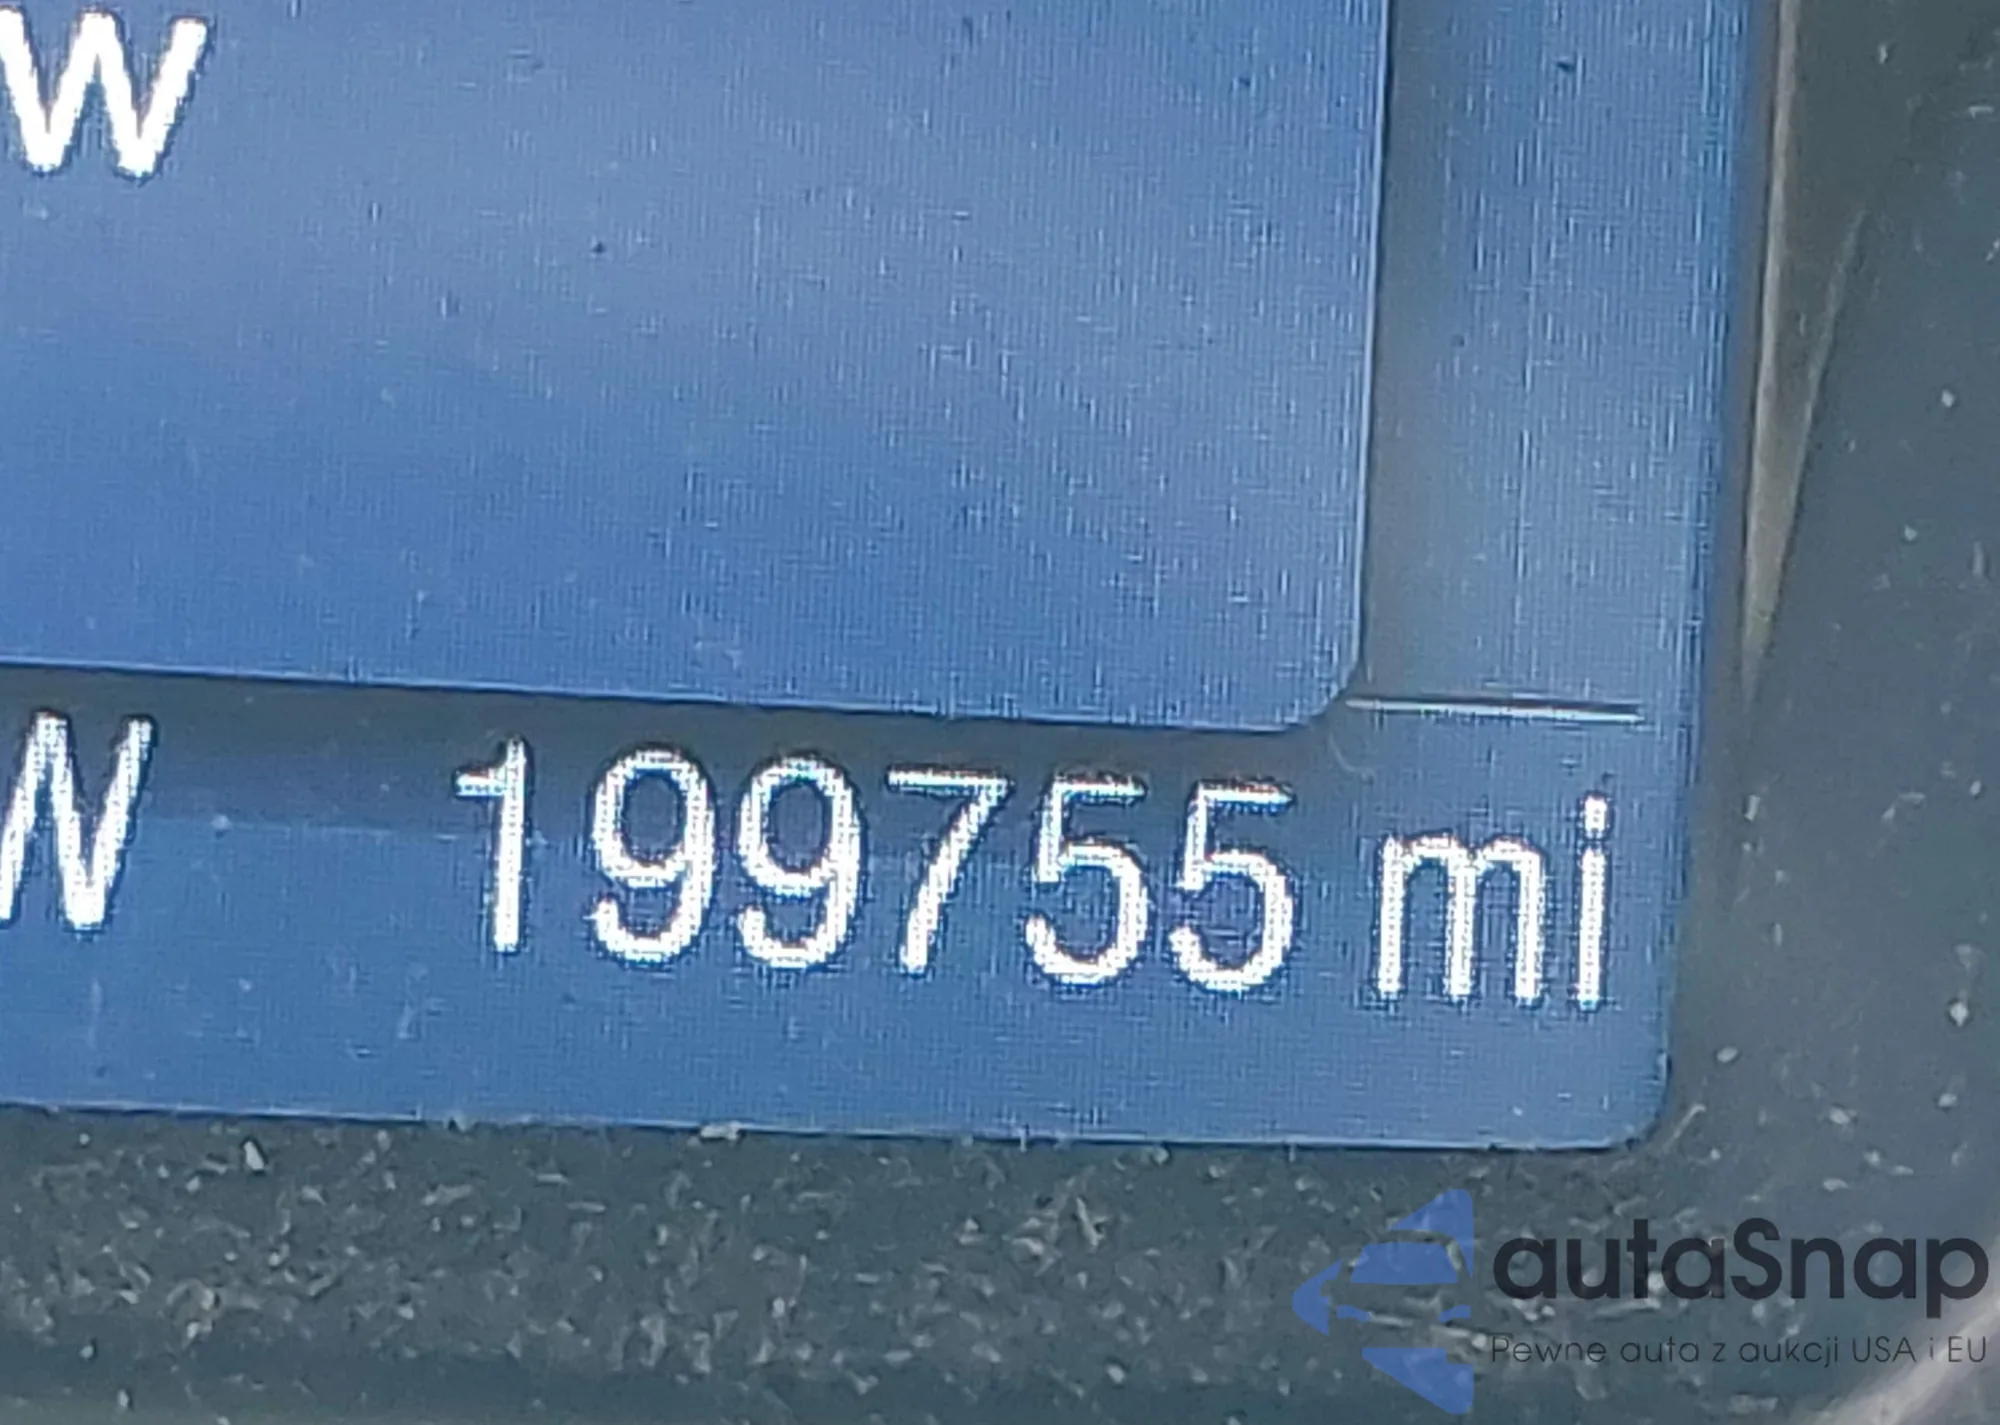 w
N 199755 mi
autaSnap
Pewne auta z aukcji USA i EU